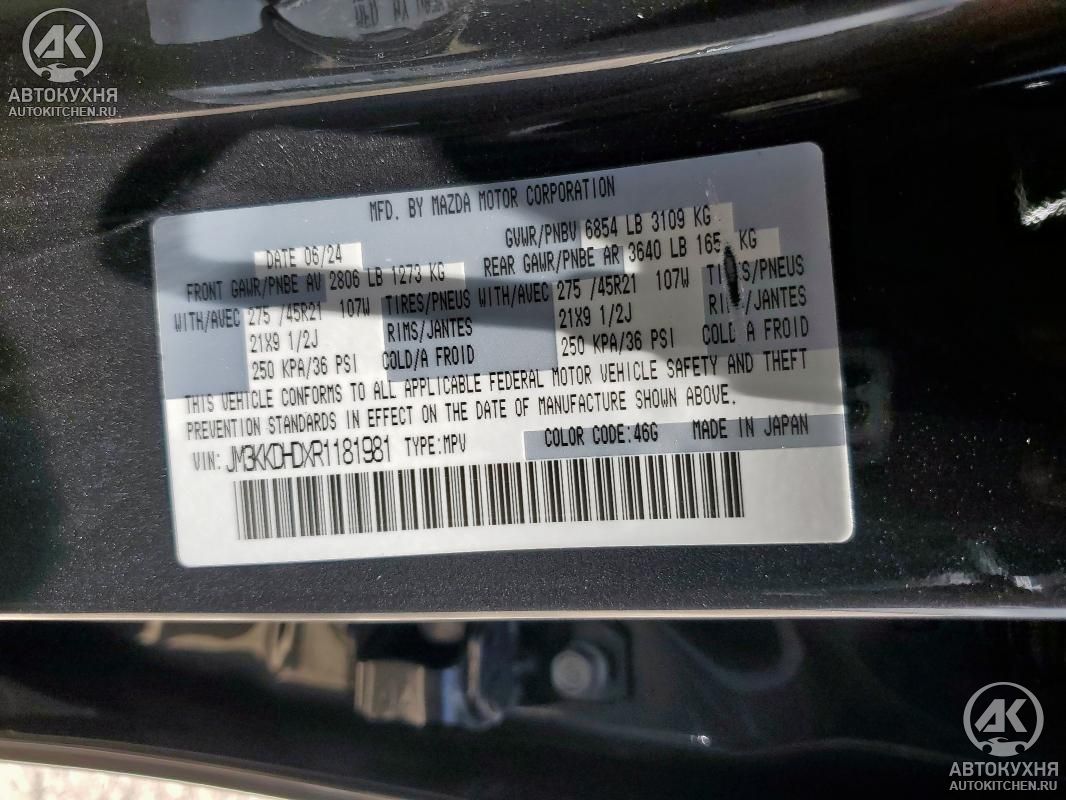 AK
АВТОКУХНЯ
AUTOKITCHEN.RU
MFD. BY MAZDA MOTOR CORPORATION
DATE 06/24 GVWR/PNBV 6854 LB 3109 KG
FRONT GAWR/PNBE AV 2806 LB 1273 KG REAR GAWR/PNBE AR 3640 LB 165 KG
WITH/AVEC 275 /45R21 107W TIRES/PNEUS WITH/AVEC 275 /45R21 107W TIRES/PNEUS
21X9 1/2J RIMS/JANTES 21X9 1/2J RIMS/JANTES
250 KPA/36 PSI COLD/A FROID 250 KPA/36 PSI COLD/A FROID
THIS VEHICLE CONFORMS TO ALL APPLICABLE FEDERAL MOTOR VEHICLE SAFETY AND THEFT
PREVENTION STANDARDS IN EFFECT ON THE DATE OF MANUFACTURE SHOWN ABOVE.
VIN: JM3KKDHDXR1181981 TYPE:MPV COLOR CODE:46G MADE IN JAPAN
AK
АВТОКУХНЯ
AUTOKITCHEN.RU